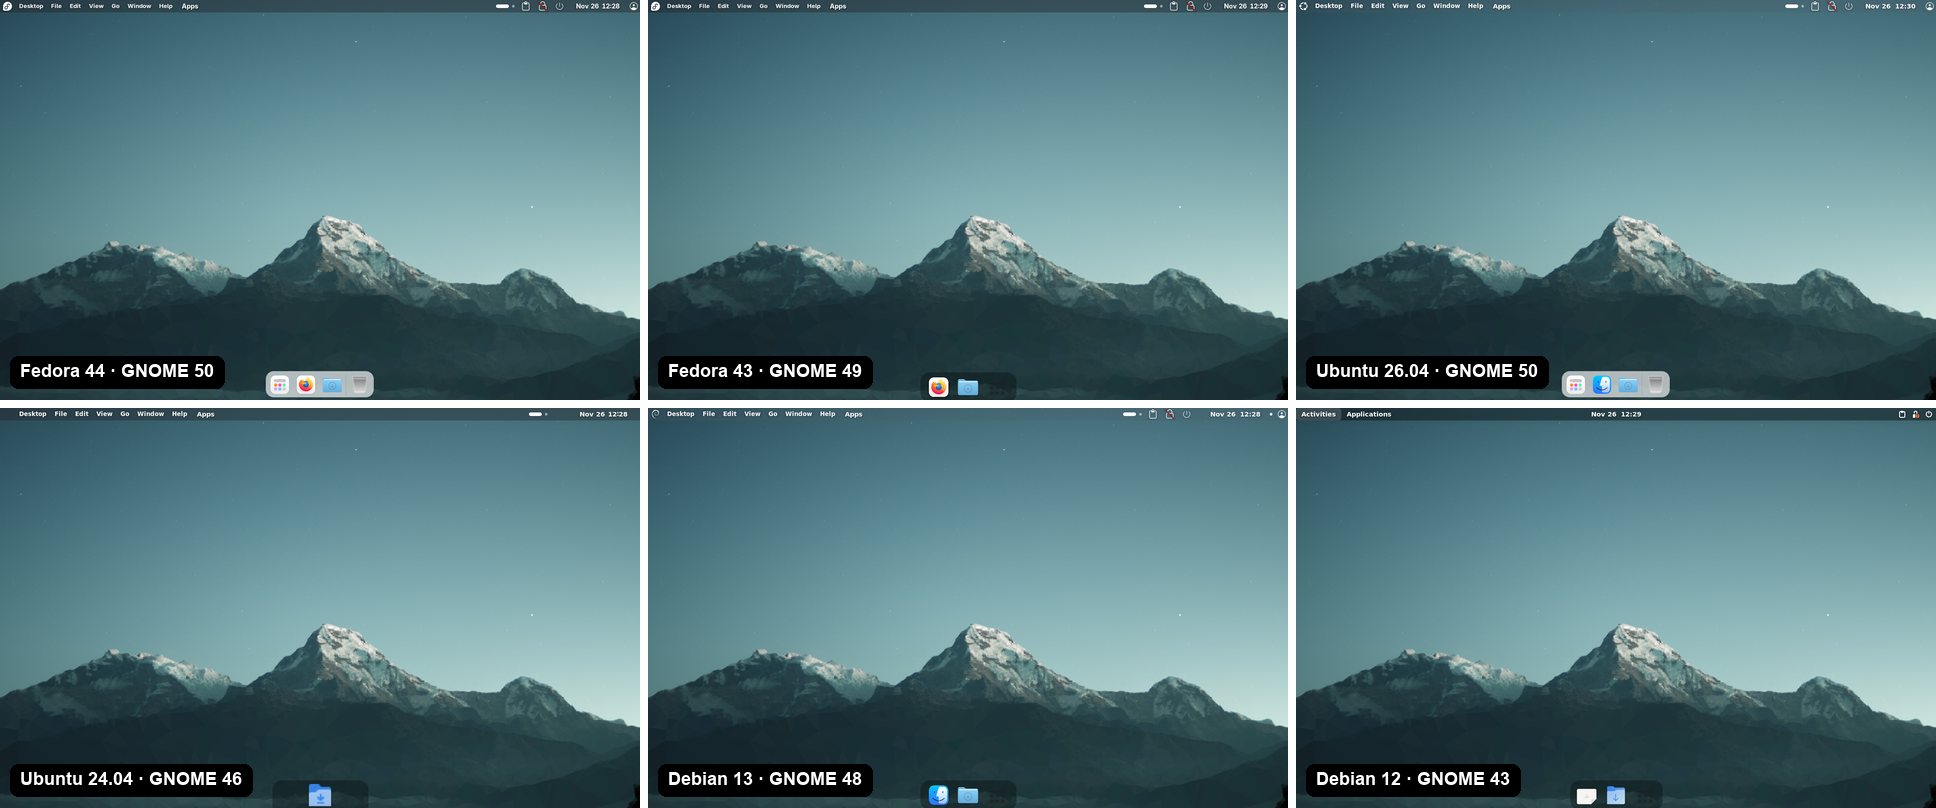 Desktop File Edit View Go Window Help Apps Nov 26 12:28
Fedora 44 · GNOME 50
Desktop File Edit View Go Window Help Apps Nov 26 12:29
Fedora 43 · GNOME 49
Desktop File Edit View Go Window Help Apps Nov 26 12:30
Ubuntu 26.04 · GNOME 50
Desktop File Edit View Go Window Help Apps Nov 26 12:28
Ubuntu 24.04 · GNOME 46
Desktop File Edit View Go Window Help Apps Nov 26 12:28
Debian 13 · GNOME 48
Activities Applications Nov 26 12:29
Debian 12 · GNOME 43